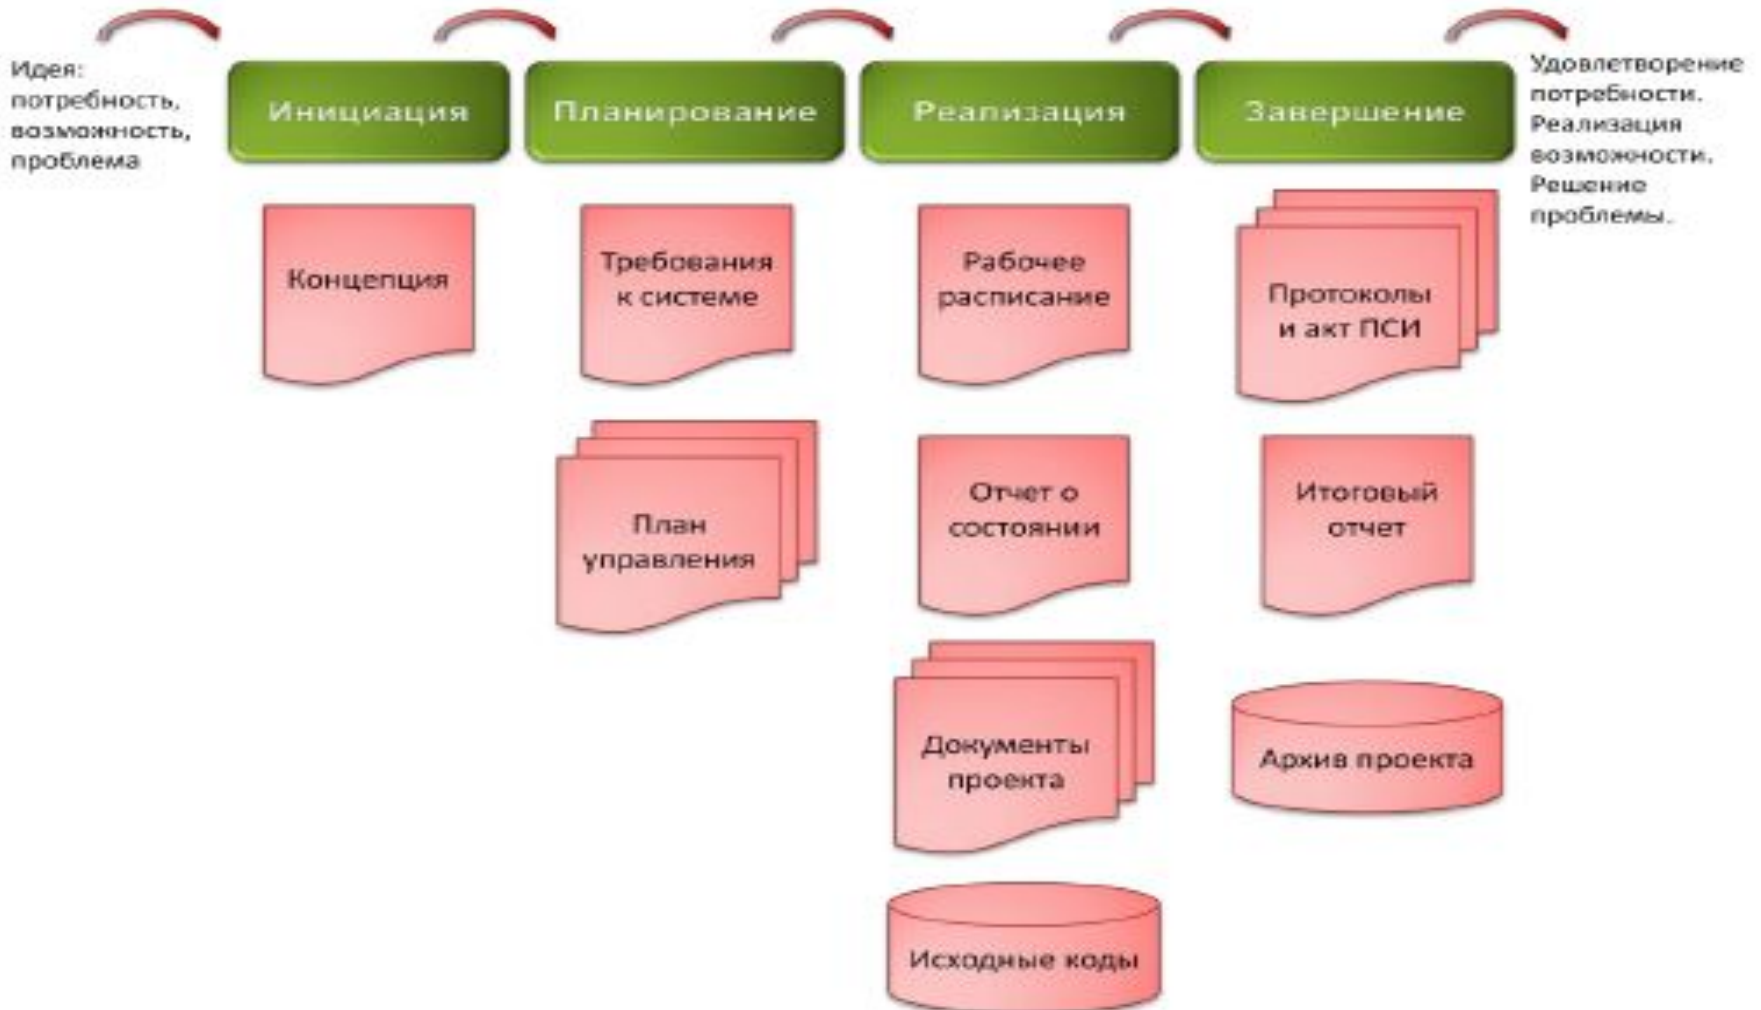 Идея:
потребность,
возможность,
проблема
Инициация
Планирование
Реализация
Завершение
Удовлетворение
потребности.
Реализация
возможности.
Решение
проблемы.
Концепция
Требования
к системе
Рабочее
расписание
Протоколы
и акт ПСИ
План
управления
Отчет о
состоянии
Итоговый
отчет
Документы
проекта
Архив проекта
Исходные коды